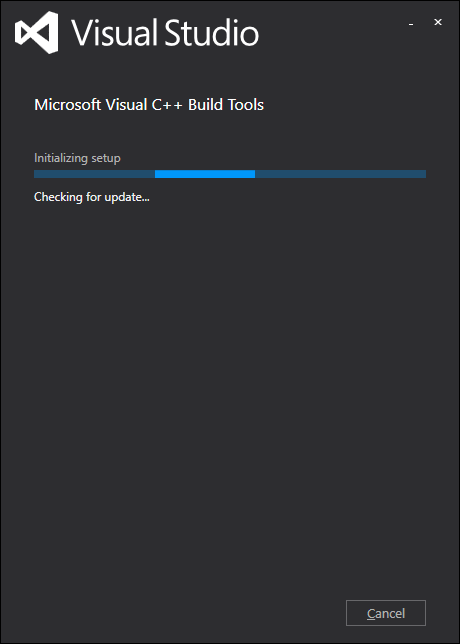 Visual Studio
Microsoft Visual C++ Build Tools
Initializing setup
Checking for update...
Cancel